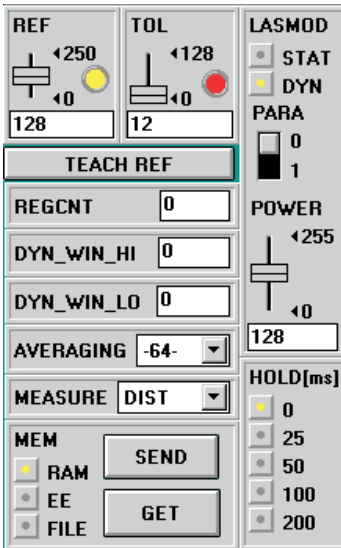 REF
◂250
◂0
128
TOL
◂128
◂0
12
TEACH REF
REGCNT 0
DYN_WIN_HI 0
DYN_WIN_LO 0
AVERAGING -64-
MEASURE DIST
MEM
RAM
EE
FILE
SEND
GET
LASMOD
STAT
DYN
PARA
0
1
POWER
◂255
◂0
128
HOLD[ms]
0
25
50
100
200